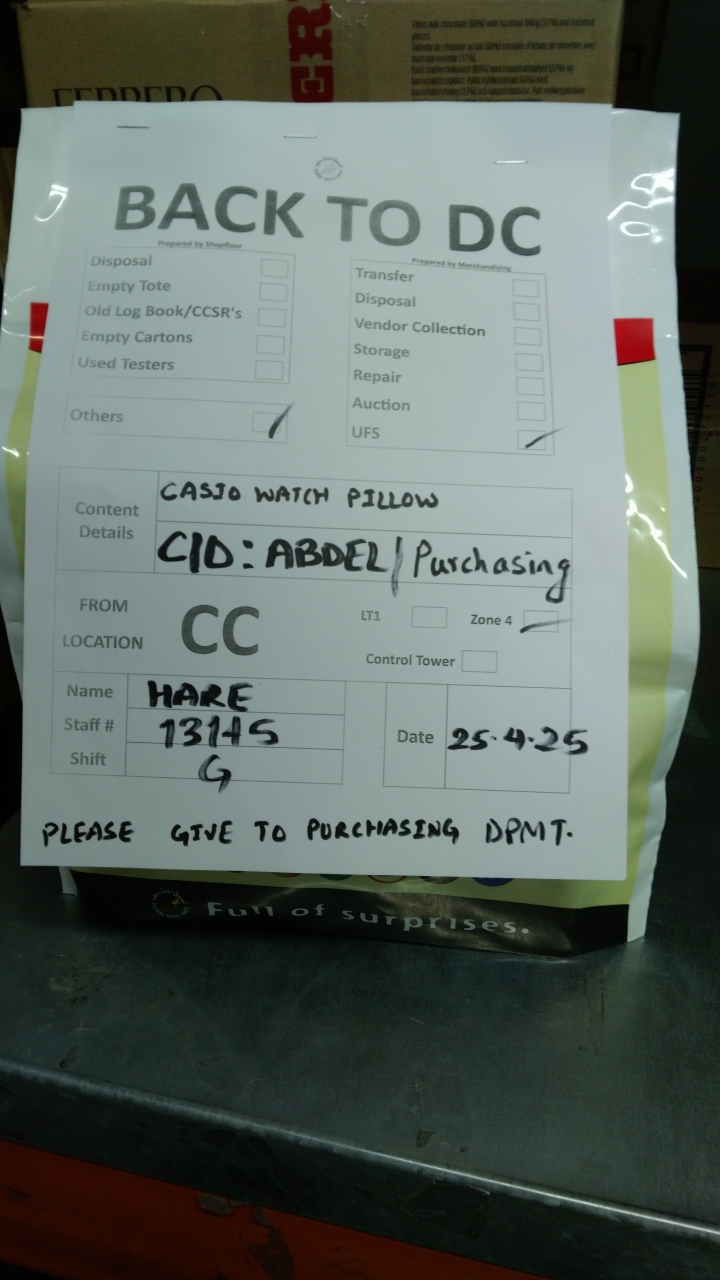 FERRERO
BACK TO DC
Prepared by Shopfloor
Disposal
Empty Tote
Old Log Book/CCSR's
Empty Cartons
Used Testers
Others
Prepared by Merchandising
Transfer
Disposal
Vendor Collection
Storage
Repair
Auction
UFS
Content Details
CASIO WATCH PILLOW
C/O: ABDEL/Purchasing
FROM LOCATION
CC
LT1
Zone 4
Control Tower
Name HARE
Staff # 13145
Shift G
Date 25.4.25
PLEASE GIVE TO PURCHASING DPMT.
Full of surprises.